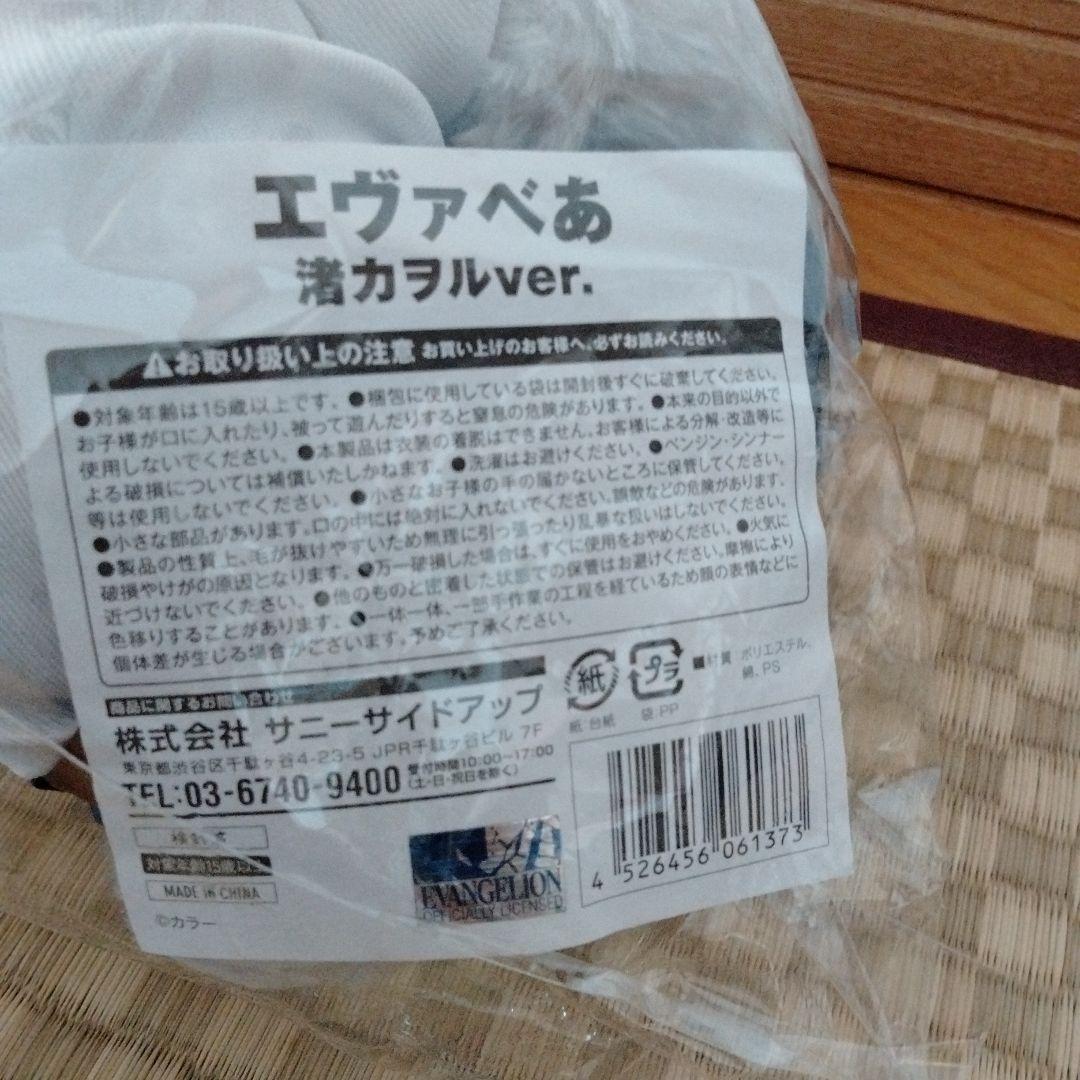 エヴァベあ
渚カヲルver.
お取り扱い上の注意 お買い上げのお客様へ、必ずお読みください。
●対象年齢は15歳以上です。 ●梱包に使用している袋は開封後すぐに破棄してください。
お子様が口に入れたり、被って遊んだりすると窒息の危険があります。 ●本来の目的以外で
使用しないでください。 ●本製品は衣装の着脱はできません。お客様による分解・改造等に
よる破損については補償いたしかねます。 ●洗濯はお避けください。 ●ベンジン・シンナー
等は使用しないでください。 ●小さなお子様の手の届かないところに保管してください。
●小さな部品があります。口の中には絶対に入れないでください。誤飲などの危険があります。
●製品の性質上、毛が抜けやすいため無理に引っ張ったり乱暴な扱いはしないでください。
破損やけがの原因となります。 ●万一破損した場合は、すぐに使用をおやめください。 ●火気に
近づけないでください。 ●他のものと密着した状態での保管はお避けください。摩擦により
色移りすることがあります。 ●一体一体、一部手作業の工程を経ているため顔の表情などに
個体差が生じる場合がございます。予めご了承ください。
商品に関するお問い合わせ
株式会社 サニーサイドアップ
東京都渋谷区千駄ヶ谷4-23-5 JPR千駄ヶ谷ビル 7F
TEL:03-6740-9400 受付時間10:00~17:00
(土・日・祝日を除く)
紙
紙:台紙
プラ
袋:PP
■材質 ポリエステル、
綿、PS
対象年齢15歳以上
MADE IN CHINA
©カラー
EVANGELION
OFFICIALLY LICENSED
4 526456 061373